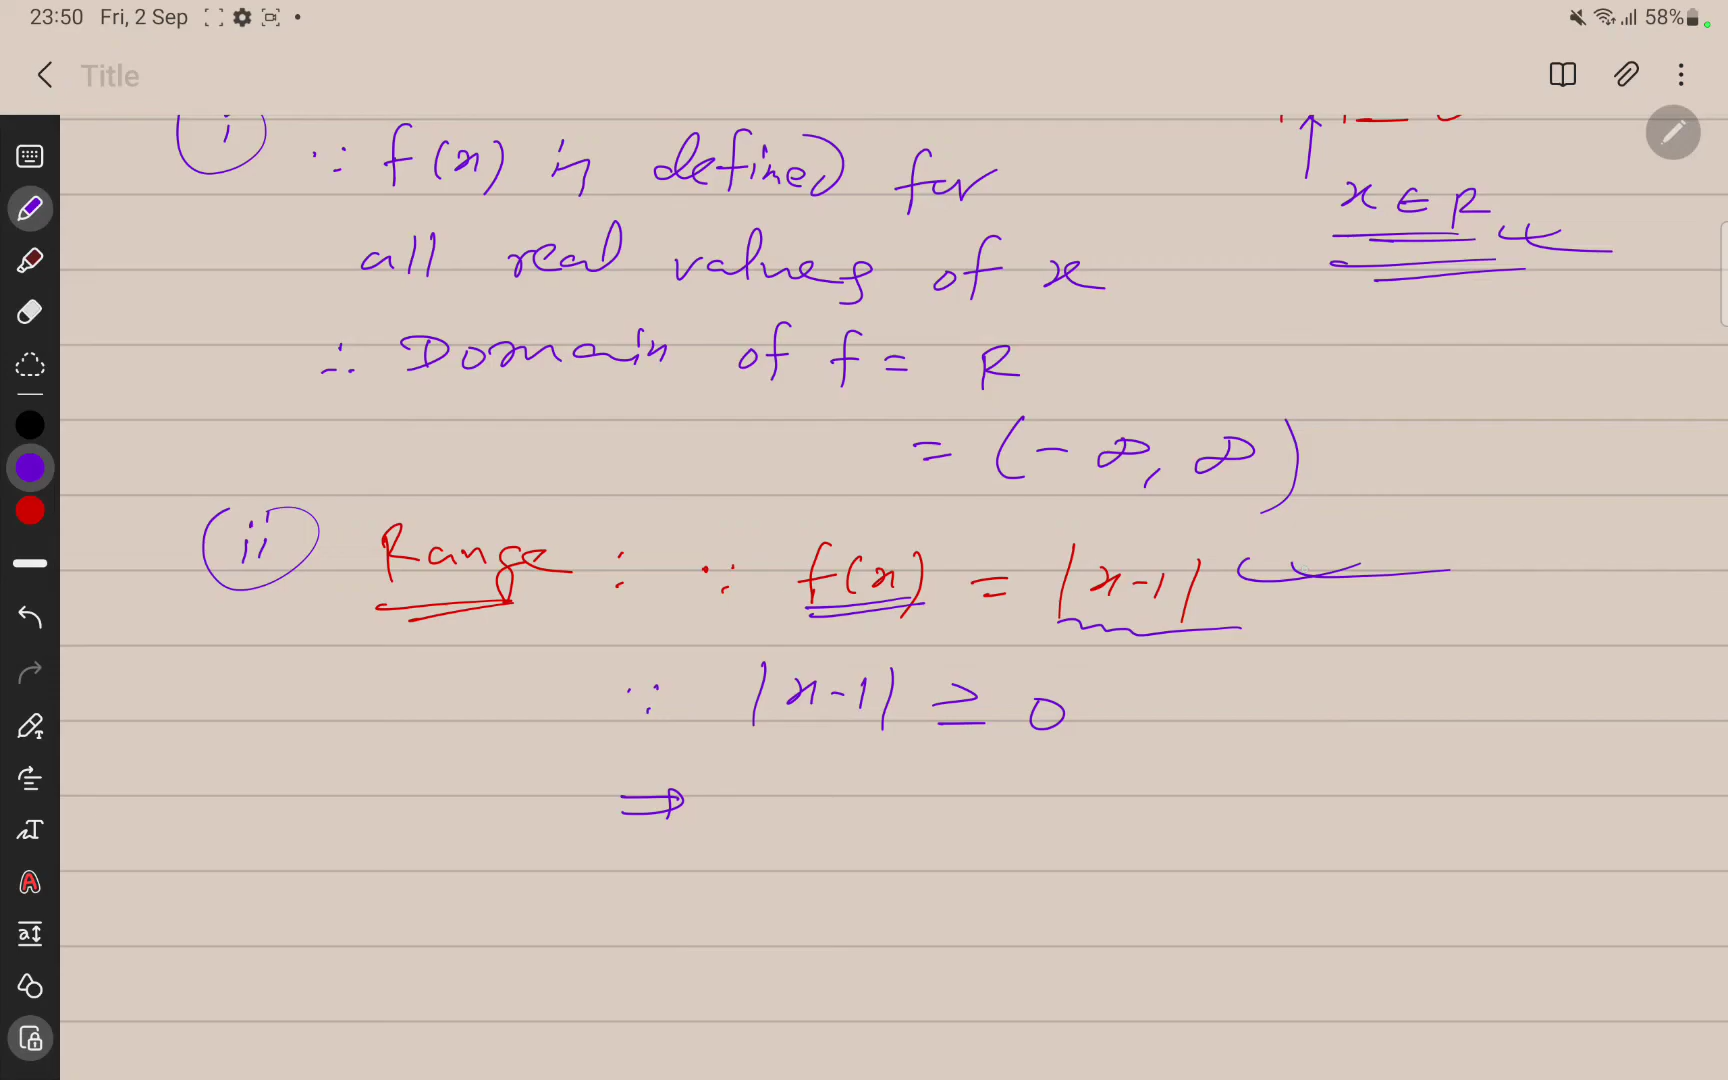 23:50 Fri, 2 Sep 58%
Title
(i) ∵ f(x) is defined for
x ∈ R
all real values of x
∴ Domain of f = R
= (-∞, ∞)
(ii) Range : ∵ f(x) = |x-1|
∵ |x-1| ≥ 0
⇒